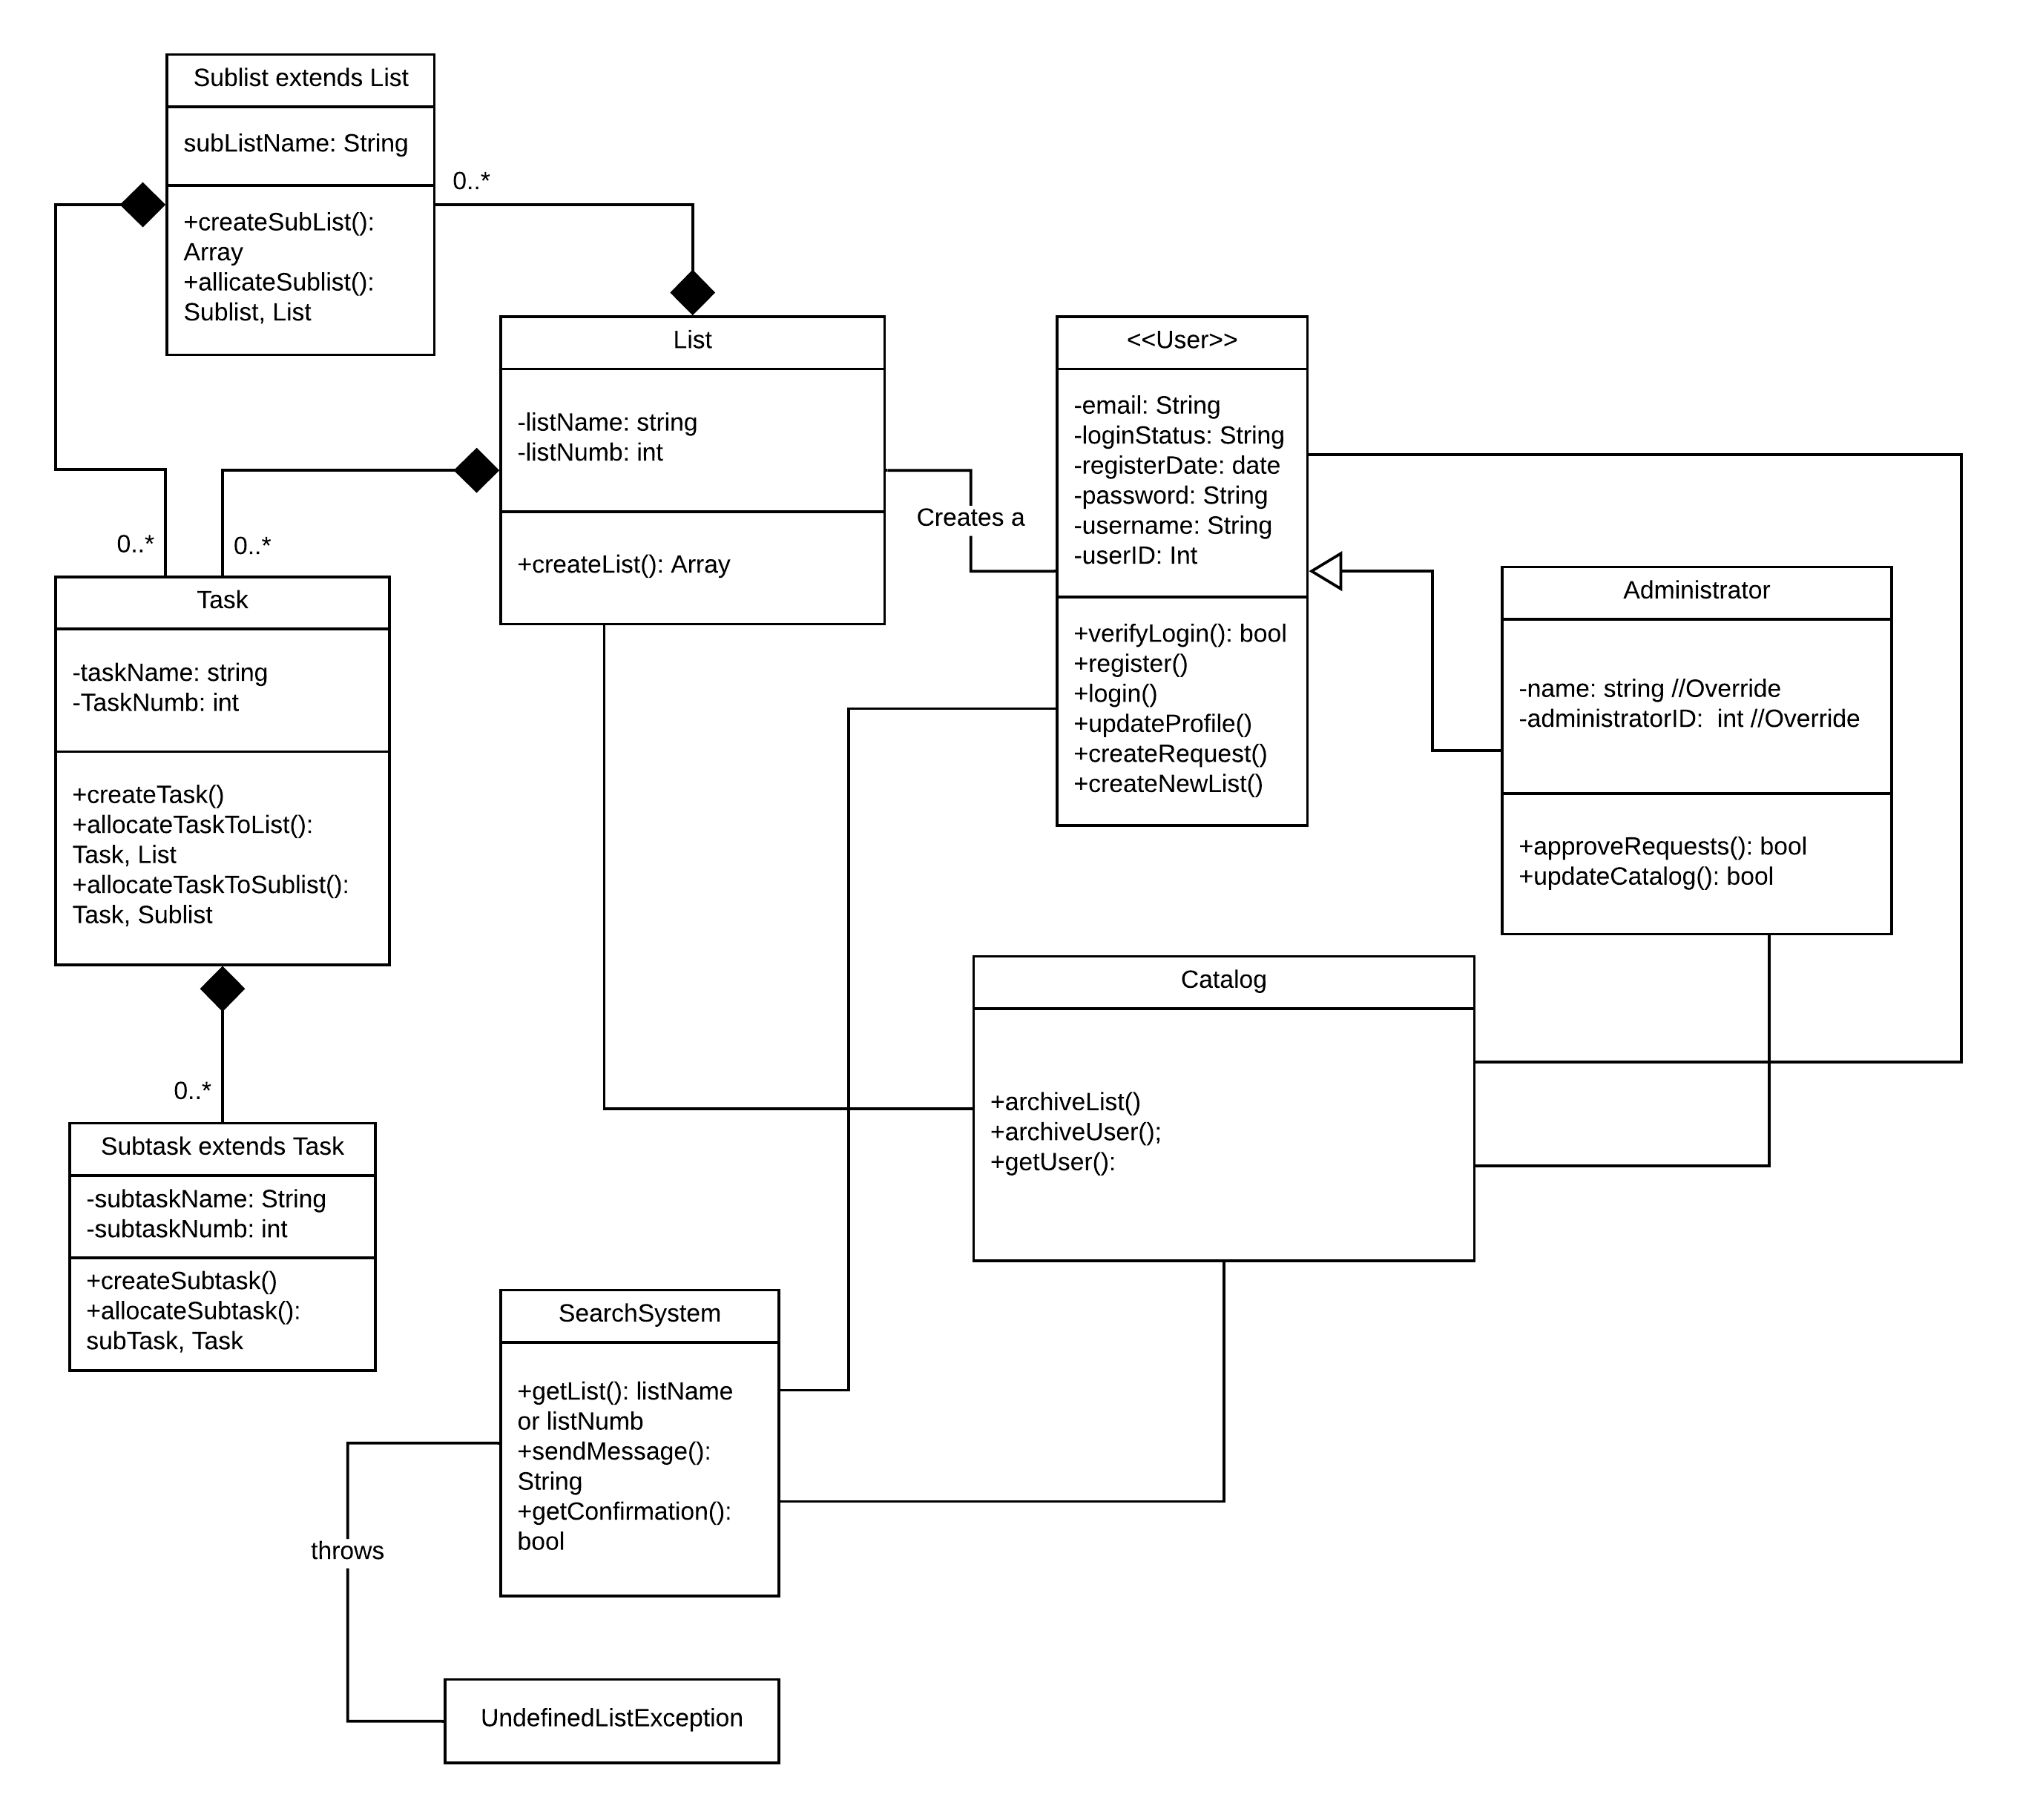 Sublist extends List
subListName: String
+createSubList():
Array
+allicateSublist():
Sublist, List
0..*
List
-listName: string
-listNumb: int
+createList(): Array
Creates a
<<User>>
-email: String
-loginStatus: String
-registerDate: date
-password: String
-username: String
-userID: Int
+verifyLogin(): bool
+register()
+login()
+updateProfile()
+createRequest()
+createNewList()
Administrator
-name: string //Override
-administratorID:  int //Override
+approveRequests(): bool
+updateCatalog(): bool
0..*
0..*
Task
-taskName: string
-TaskNumb: int
+createTask()
+allocateTaskToList():
Task, List
+allocateTaskToSublist():
Task, Sublist
0..*
Subtask extends Task
-subtaskName: String
-subtaskNumb: int
+createSubtask()
+allocateSubtask():
subTask, Task
Catalog
+archiveList()
+archiveUser();
+getUser():
SearchSystem
+getList(): listName
or listNumb
+sendMessage():
String
+getConfirmation():
bool
throws
UndefinedListException